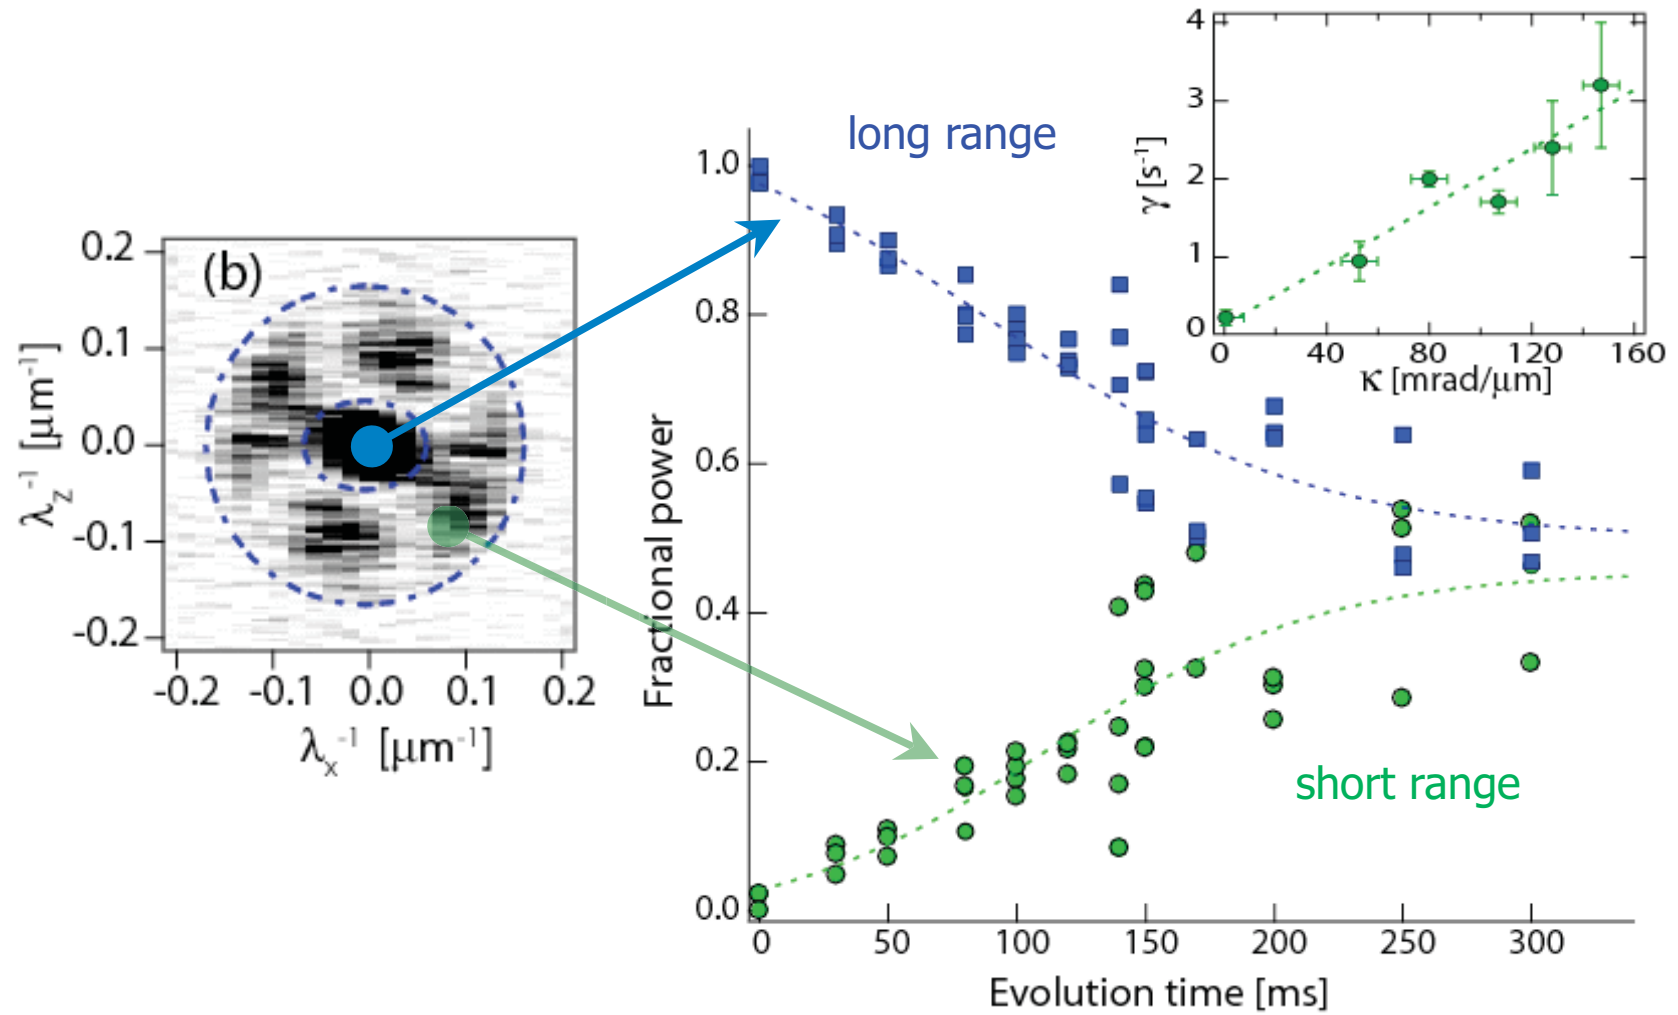 (b)
0.2
0.1
0.0
-0.1
-0.2
λz⁻¹ [μm⁻¹]
-0.2 -0.1 0.0 0.1 0.2
λx⁻¹ [μm⁻¹]
long range
short range
1.0
0.8
0.6
0.4
0.2
0.0
Fractional power
0 50 100 150 200 250 300
Evolution time [ms]
4
3
2
1
0
γ [s⁻¹]
0 40 80 120 160
κ [mrad/μm]